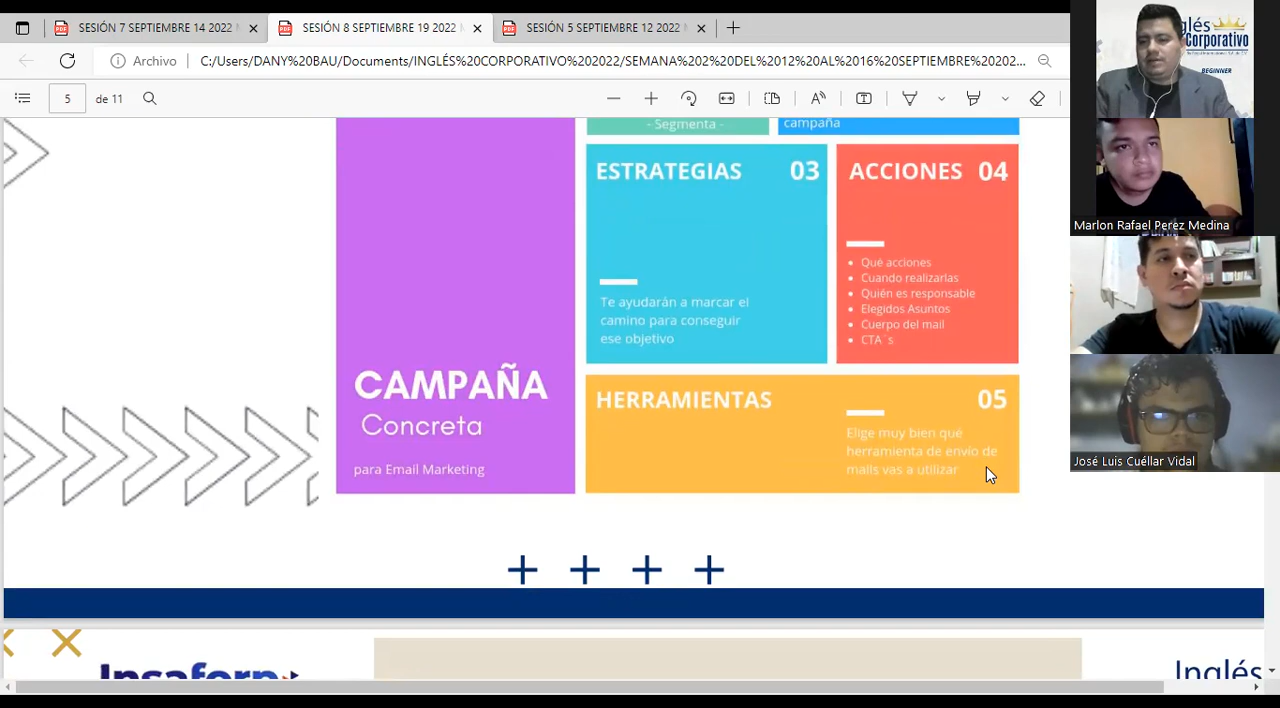 SESIÓN 7 SEPTIEMBRE 14 2022
SESIÓN 8 SEPTIEMBRE 19 2022
SESIÓN 5 SEPTIEMBRE 12 2022
Archivo
C:/Users/DANY%20BAU/Documents/INGLÉS%20CORPORATIVO%202022/SEMANA%202%20DEL%2012%20AL%2016%20SEPTIEMBRE%20202...
5 de 11
- Segmenta -
campaña
ESTRATEGIAS 03
Te ayudarán a marcar el
camino para conseguir
ese objetivo
ACCIONES 04
Qué acciones
Cuando realizarlas
Quién es responsable
Elegidos Asuntos
Cuerpo del mail
CTA´s
CAMPAÑA
Concreta
para Email Marketing
HERRAMIENTAS 05
Elige muy bien qué
herramienta de envío de
mails vas a utilizar
Insaforp
Inglés
Inglés
Corporativo
BEGINNER
Marlon Rafael Perez Medina
José Luis Cuéllar Vidal